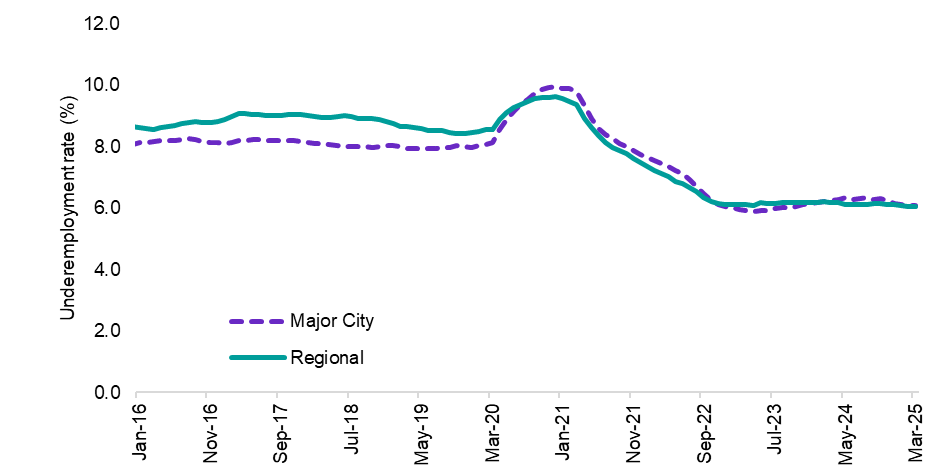 Underemployment rate (%)
12.0
10.0
8.0
6.0
4.0
2.0
0.0
Major City
Regional
Jan-16
Nov-16
Sep-17
Jul-18
May-19
Mar-20
Jan-21
Nov-21
Sep-22
Jul-23
May-24
Mar-25